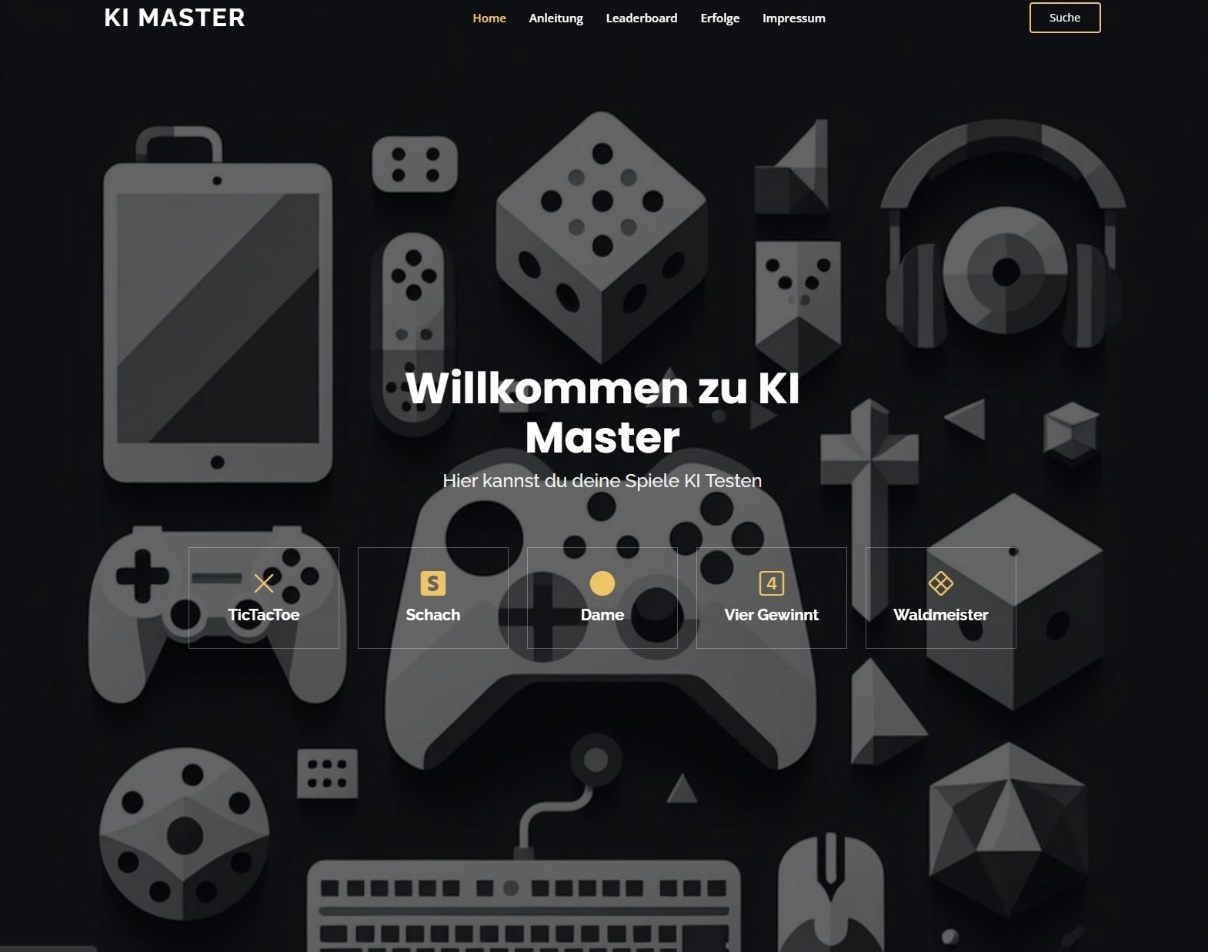 KI MASTER
Home Anleitung Leaderboard Erfolge Impressum
Suche
Willkommen zu KI
Master
Hier kannst du deine Spiele KI Testen
S
4
TicTacToe
Schach
Dame
Vier Gewinnt
Waldmeister